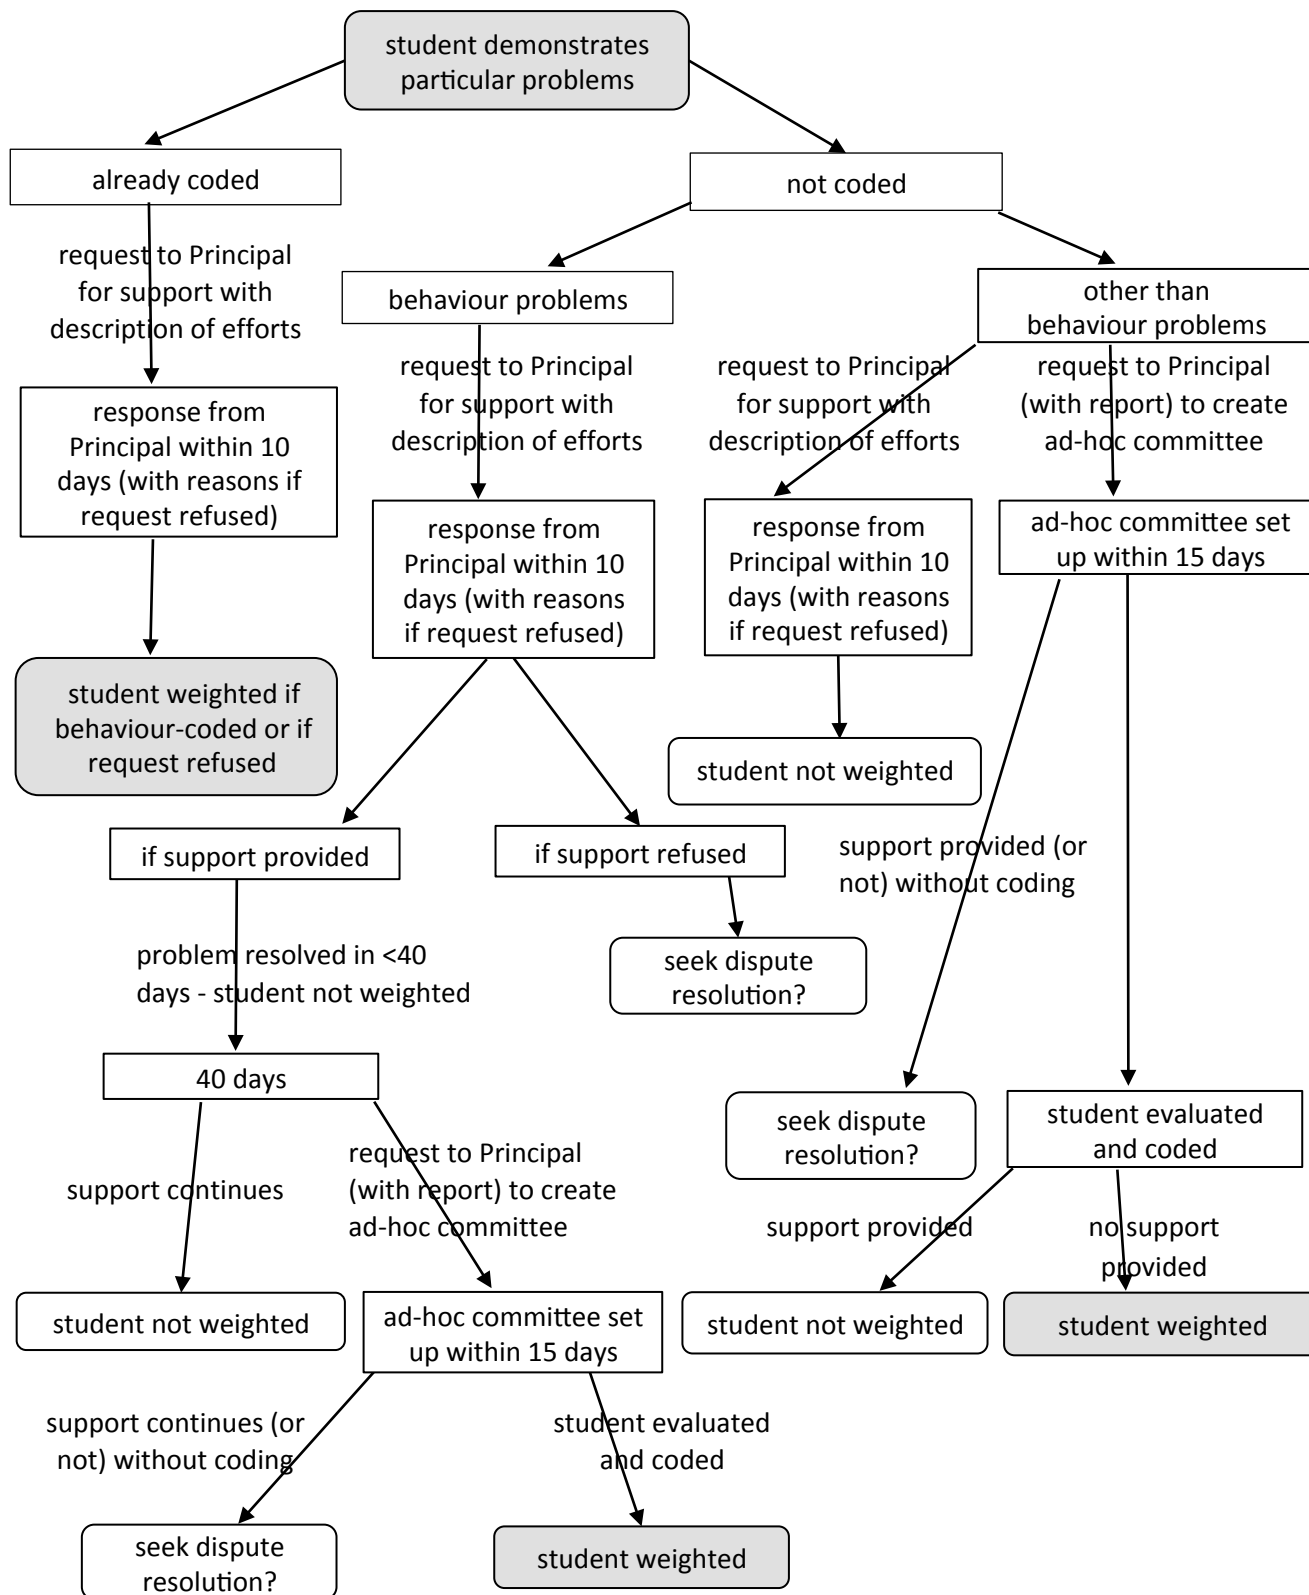 student demonstrates
particular problems
already coded
not coded
request to Principal
for support with
description of efforts
behaviour problems
other than
behaviour problems
request to Principal
for support with
description of efforts
request to Principal
for support with
description of efforts
request to Principal
(with report) to create
ad-hoc committee
response from
Principal within 10
days (with reasons if
request refused)
response from
Principal within 10
days (with reasons
if request refused)
response from
Principal within 10
days (with reasons
if request refused)
ad-hoc committee set
up within 15 days
student weighted if
behaviour-coded or if
request refused
student not weighted
if support provided
if support refused
support provided (or
not) without coding
problem resolved in <40
days - student not weighted
seek dispute
resolution?
40 days
seek dispute
resolution?
student evaluated
and coded
support continues
request to Principal
(with report) to create
ad-hoc committee
support provided
no support
provided
student not weighted
ad-hoc committee set
up within 15 days
student not weighted
student weighted
support continues (or
not) without coding
student evaluated
and coded
seek dispute
resolution?
student weighted